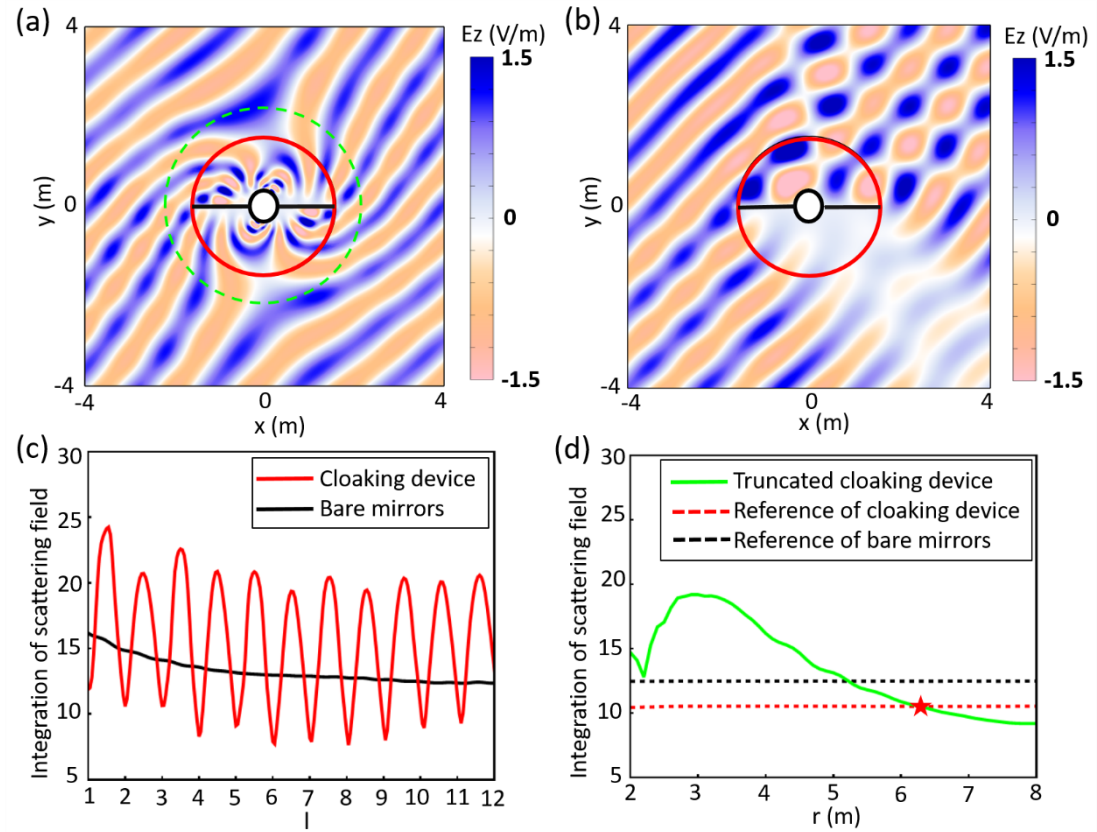 (a)
Ez (V/m)
4
0
-4
y (m)
-4
0
4
x (m)
1.5
0
-1.5
(b)
Ez (V/m)
4
0
-4
y (m)
-4
0
4
x (m)
1.5
0
-1.5
(c)
30
25
20
15
10
5
Integration of scattering field
Cloaking device
Bare mirrors
1 2 3 4 5 6 7 8 9 10 11 12
l
(d)
30
25
20
15
10
5
Integration of scattering field
Truncated cloaking device
Reference of cloaking device
Reference of bare mirrors
2 3 4 5 6 7 8
r (m)